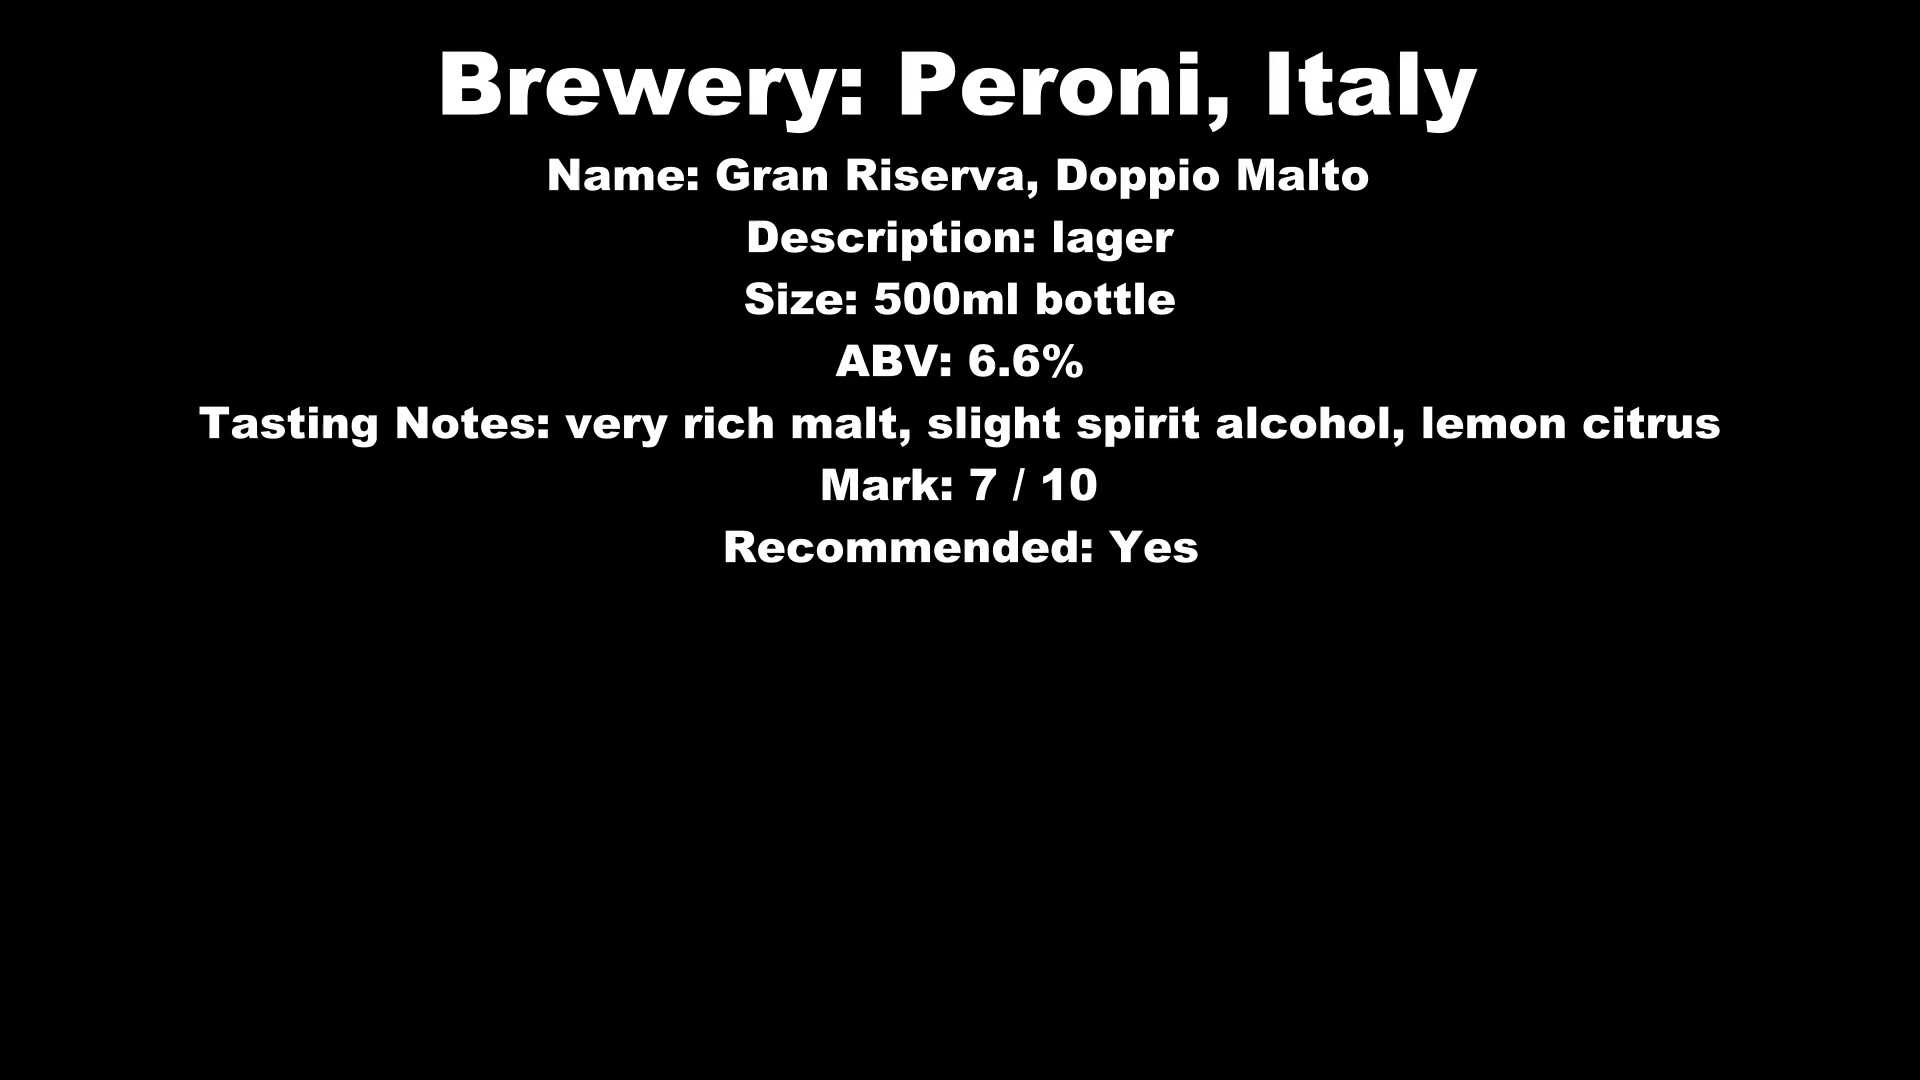 Brewery: Peroni, Italy
Name: Gran Riserva, Doppio Malto
Description: lager
Size: 500ml bottle
ABV: 6.6%
Tasting Notes: very rich malt, slight spirit alcohol, lemon citrus
Mark: 7 / 10
Recommended: Yes